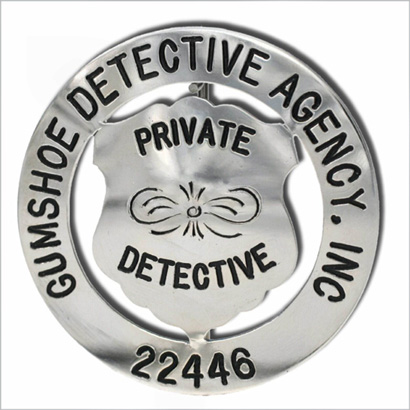 GUMSHOE DETECTIVE AGENCY, INC
PRIVATE
DETECTIVE
22446